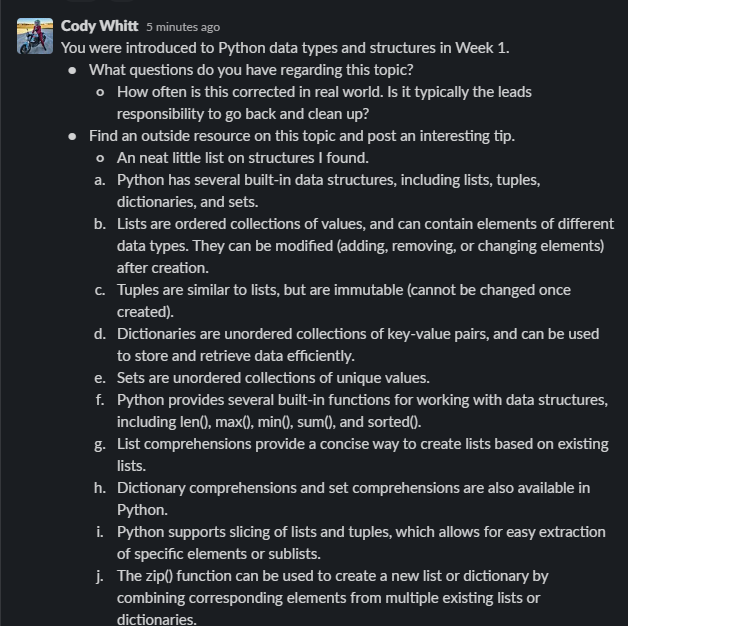 Cody Whitt 5 minutes ago
You were introduced to Python data types and structures in Week 1.
• What questions do you have regarding this topic?
o How often is this corrected in real world. Is it typically the leads
responsibility to go back and clean up?
• Find an outside resource on this topic and post an interesting tip.
o An neat little list on structures I found.
a. Python has several built-in data structures, including lists, tuples,
dictionaries, and sets.
b. Lists are ordered collections of values, and can contain elements of different
data types. They can be modified (adding, removing, or changing elements)
after creation.
c. Tuples are similar to lists, but are immutable (cannot be changed once
created).
d. Dictionaries are unordered collections of key-value pairs, and can be used
to store and retrieve data efficiently.
e. Sets are unordered collections of unique values.
f. Python provides several built-in functions for working with data structures,
including len(), max(), min(), sum(), and sorted().
g. List comprehensions provide a concise way to create lists based on existing
lists.
h. Dictionary comprehensions and set comprehensions are also available in
Python.
i. Python supports slicing of lists and tuples, which allows for easy extraction
of specific elements or sublists.
j. The zip() function can be used to create a new list or dictionary by
combining corresponding elements from multiple existing lists or
dictionaries.